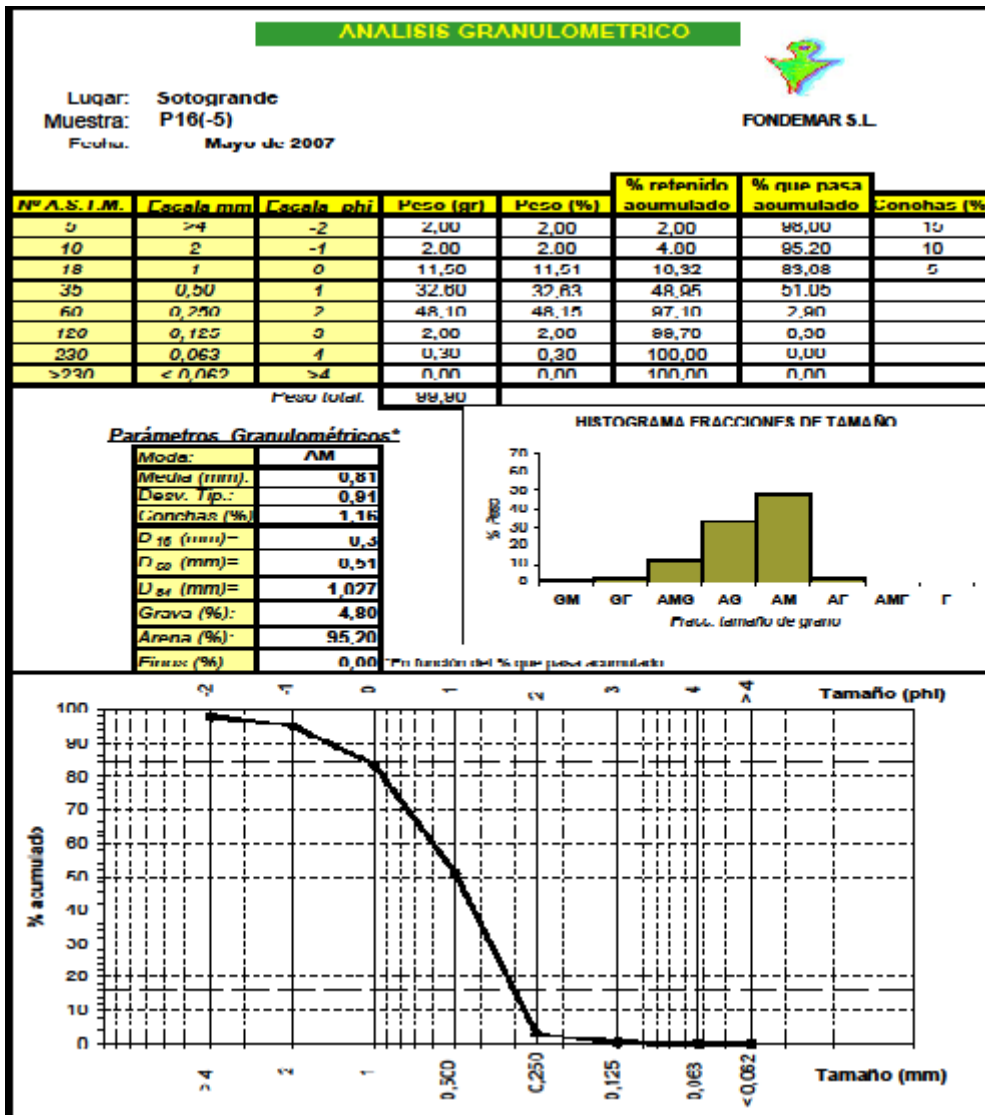 ANALISIS GRANULOMETRICO
Lugar: Sotogrande
Muestra: P16(-5)
Fecha: Mayo de 2007
FONDEMAR S.L.
Nº A.S.T.M. Escala mm Escala phi Peso (gr) Peso (%) % retenido acumulado % que pasa acumulado Conchas (%
5 >4 -2 2,00 2,00 2,00 98,00 15
10 2 -1 2.00 2.00 4.00 95.20 10
18 1 0 11,50 11,51 83,08 5
35 0,50 1 32.60 32,63 48,95 51.05
60 0,250 2 48,10 48,15 97,10 2,90
120 0,125 3 2,00 2,00 99,70 0,30
230 0,063 4 0,30 0,30 100,00 0,00
>230 < 0,062 >4 0,00 0,00 100,00 0,00
Peso total: 99,90
Parámetros Granulométricos*
Moda: AM
Media (mm): 0,81
Desv. Tip.: 0,91
Conchas (%) 1,16
D 16 (mm)= 0,3
D 50 (mm)= 0,51
D 84 (mm)= 1,027
Grava (%): 4,80
Arena (%): 95,20
Finos (%) 0,00
*En función del % que pasa acumulado
HISTOGRAMA FRACCIONES DE TAMAÑO
% Peso
70
60
50
40
30
20
10
0
GM GF AMG AG AM AF AMF F
Fracc. tamaño de grano
-2 -1 0 1 2 3 4 >4 Tamaño (phi)
% acumulado
100
90
80
70
60
50
40
30
20
10
0
>4 2 1 0,500 0,250 0,125 0,063 <0,062 Tamaño (mm)